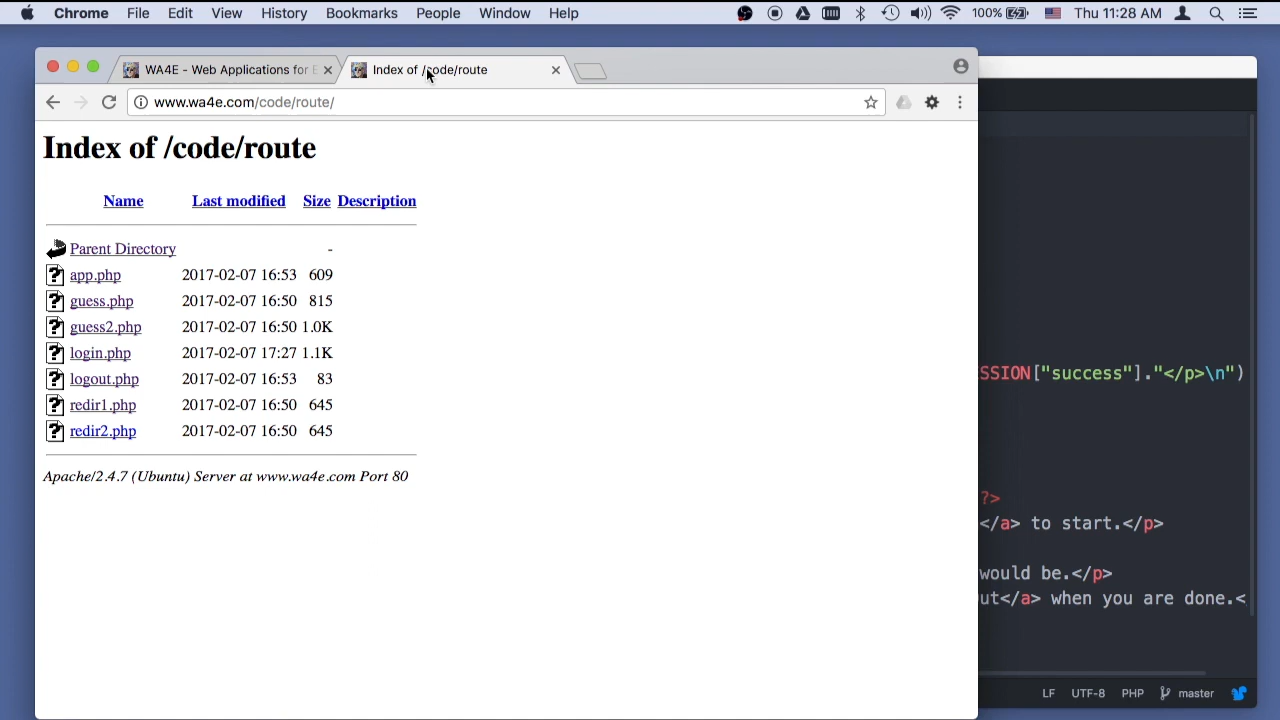 Chrome File Edit View History Bookmarks People Window Help 100% Thu 11:28 AM
WA4E - Web Applications for E
Index of /code/route
www.wa4e.com/code/route/
Index of /code/route
Name Last modified Size Description
Parent Directory -
app.php 2017-02-07 16:53 609
guess.php 2017-02-07 16:50 815
guess2.php 2017-02-07 16:50 1.0K
login.php 2017-02-07 17:27 1.1K
logout.php 2017-02-07 16:53 83
redir1.php 2017-02-07 16:50 645
redir2.php 2017-02-07 16:50 645
Apache/2.4.7 (Ubuntu) Server at www.wa4e.com Port 80
SSION["success"]."</p>\n")
?>
</a> to start.</p>
would be.</p>
ut</a> when you are done.<
LF UTF-8 PHP master